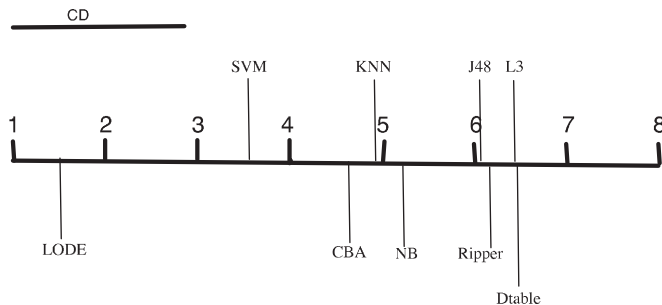 CD
SVM KNN J48 L3
1 2 3 4 5 6 7 8
LODE CBA NB Ripper
Dtable